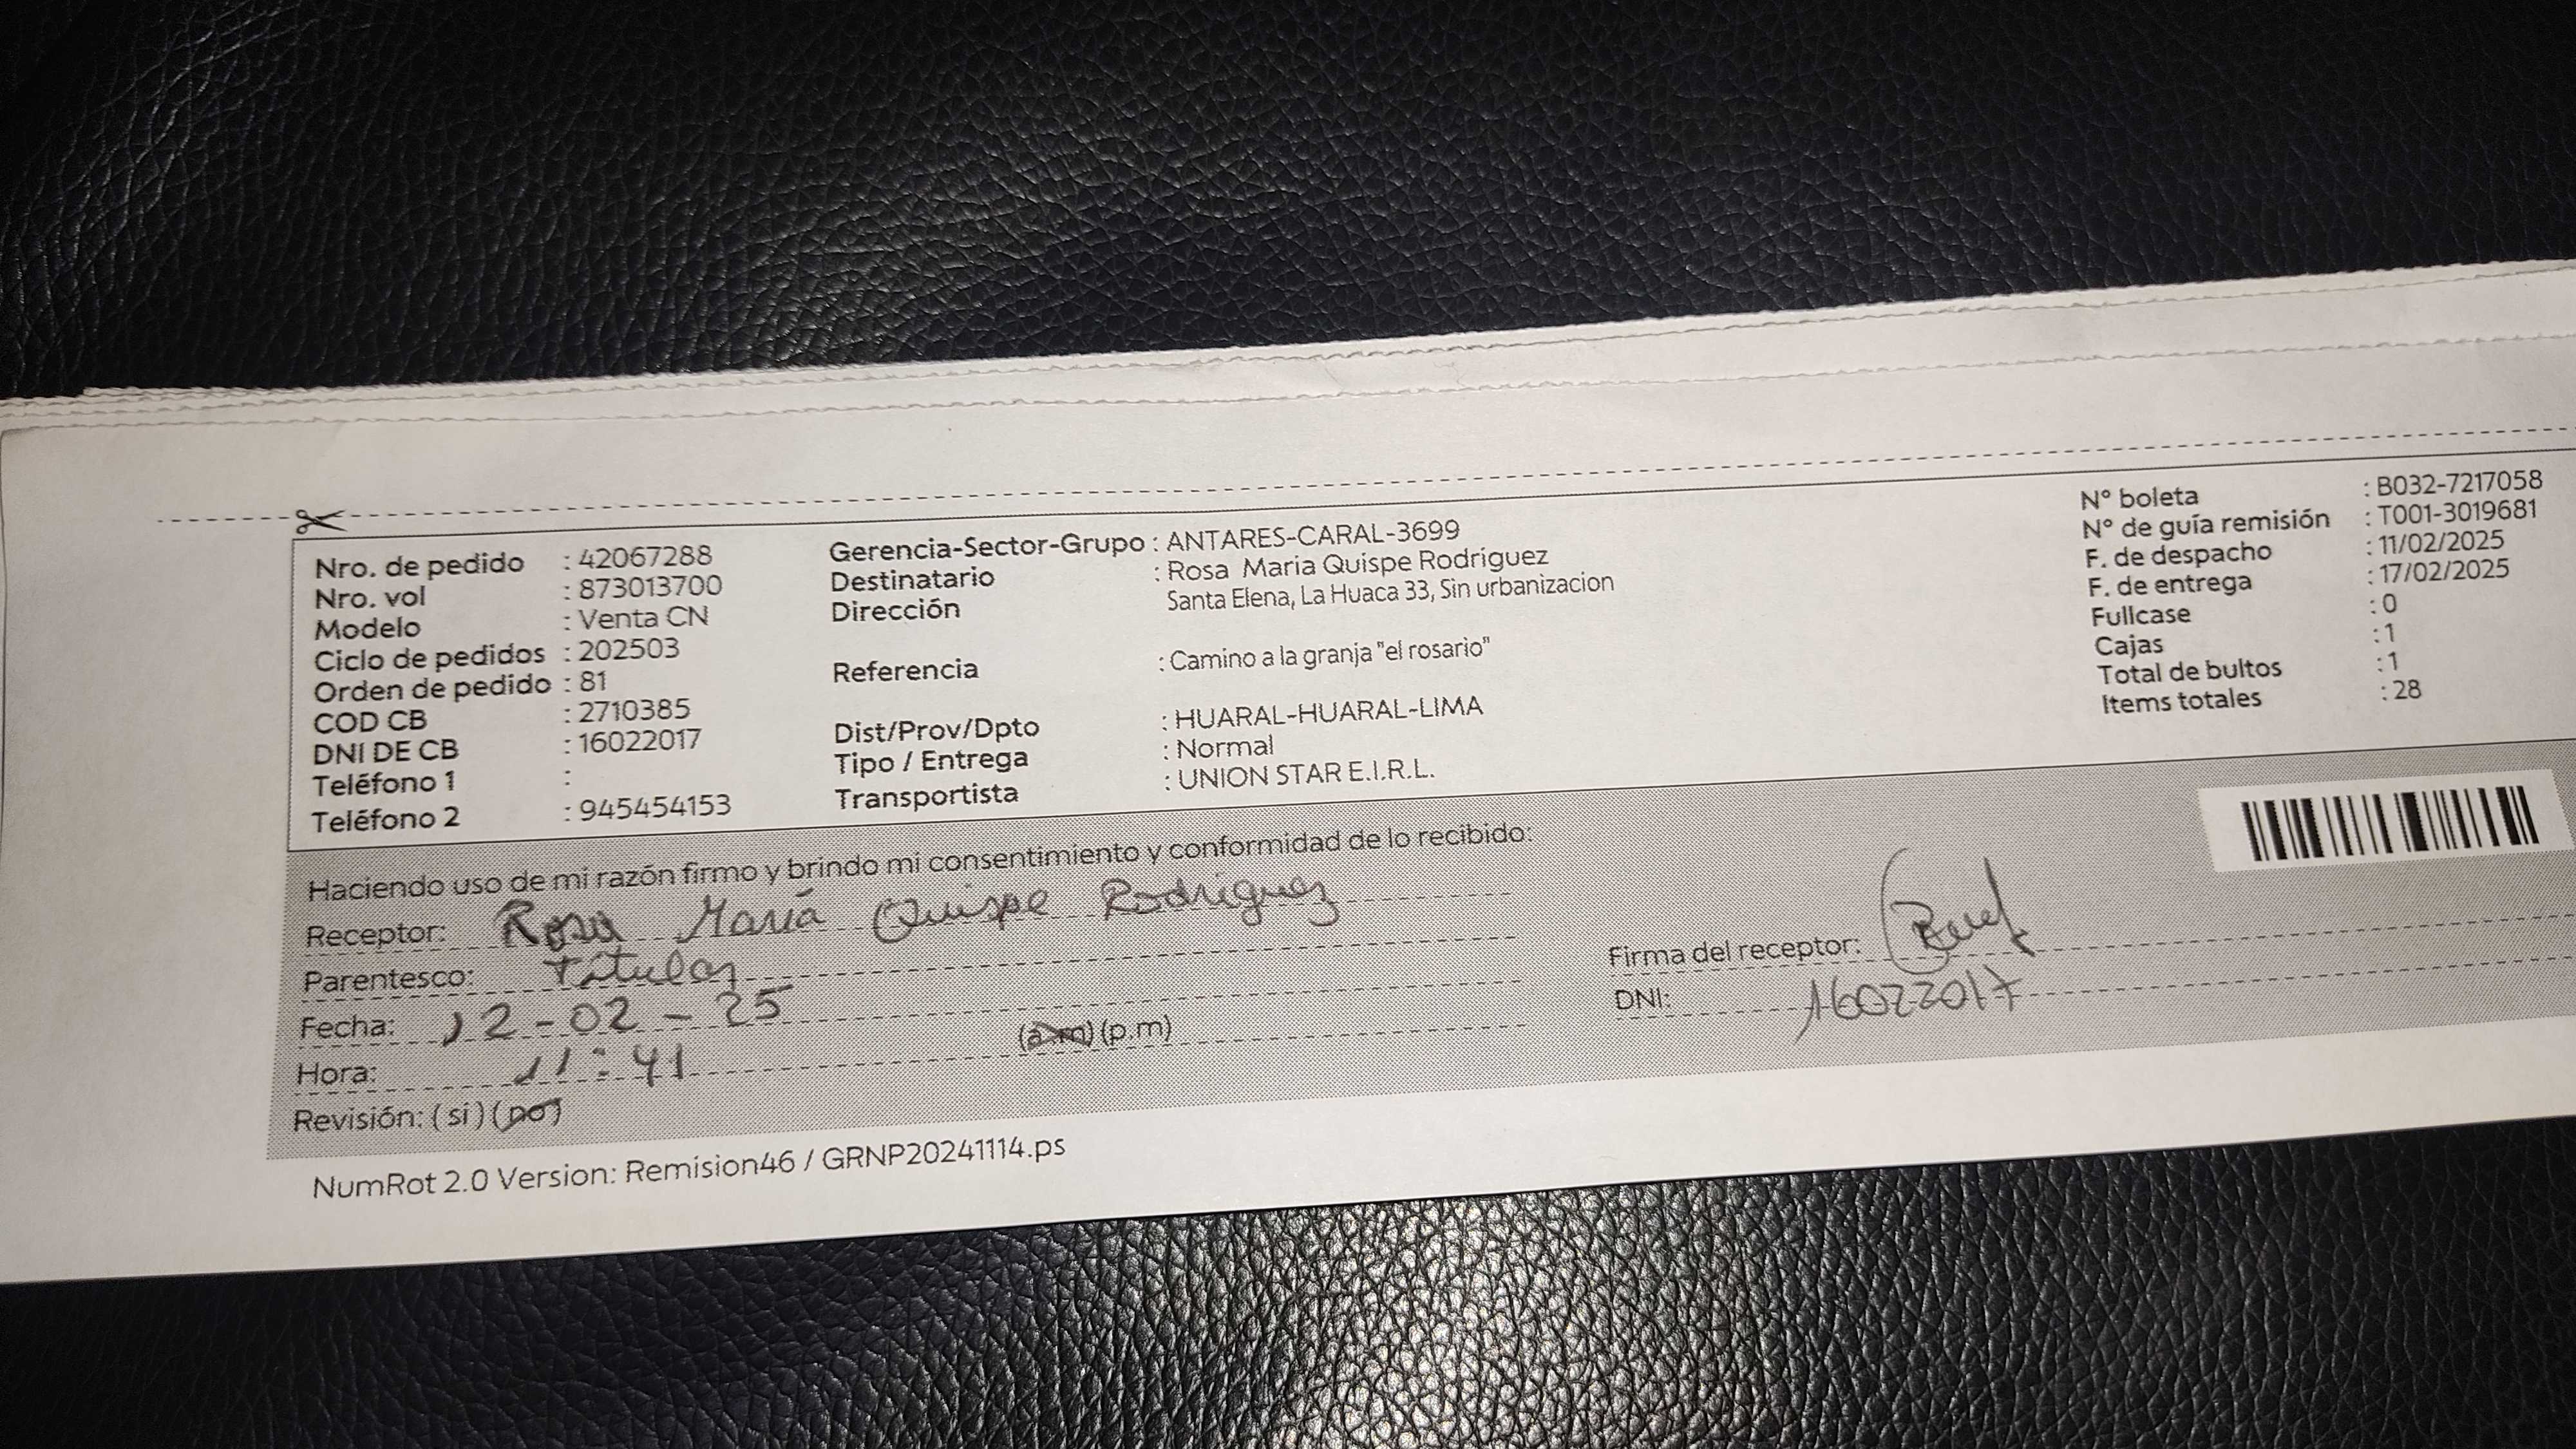 Nro. de pedido : 42067288
Nro. vol : 873013700
Modelo : Venta CN
Ciclo de pedidos : 202503
Orden de pedido : 81
COD CB : 2710385
DNI DE CB : 16022017
Teléfono 1 :
Teléfono 2 : 945454153
Gerencia-Sector-Grupo : ANTARES-CARAL-3699
Destinatario : Rosa Maria Quispe Rodriguez
Dirección Santa Elena, La Huaca 33, Sin urbanizacion
Referencia : Camino a la granja "el rosario"
Dist/Prov/Dpto : HUARAL-HUARAL-LIMA
Tipo / Entrega : Normal
Transportista : UNION STAR E.I.R.L.
N° boleta : B032-7217058
N° de guía remisión : T001-3019681
F. de despacho : 11/02/2025
F. de entrega : 17/02/2025
Fullcase : 0
Cajas : 1
Total de bultos : 1
Items totales : 28
Haciendo uso de mi razón firmo y brindo mi consentimiento y conformidad de lo recibido:
Receptor: Rosa María Quispe Rodriguez
Parentesco: Titular
Fecha: 12-02-25
Hora: 11:41 (a.m) (p.m)
Revisión: (si) (no)
Firma del receptor:
DNI: 16022017
NumRot 2.0 Version: Remision46 / GRNP20241114.ps